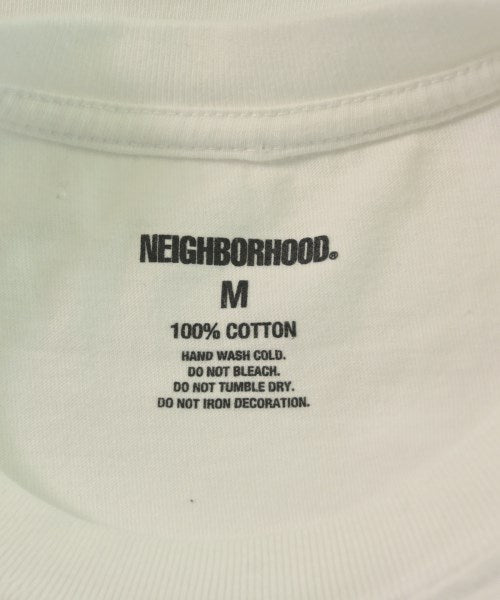 NEIGHBORHOOD®
M
100% COTTON
HAND WASH COLD.
DO NOT BLEACH.
DO NOT TUMBLE DRY.
DO NOT IRON DECORATION.